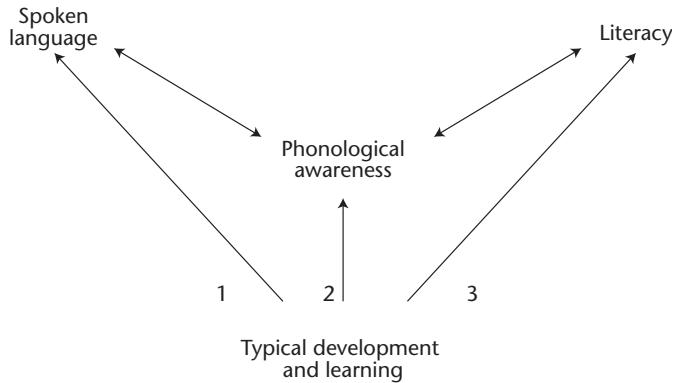 Spoken
language
Literacy
Phonological
awareness
1
2
3
Typical development
and learning